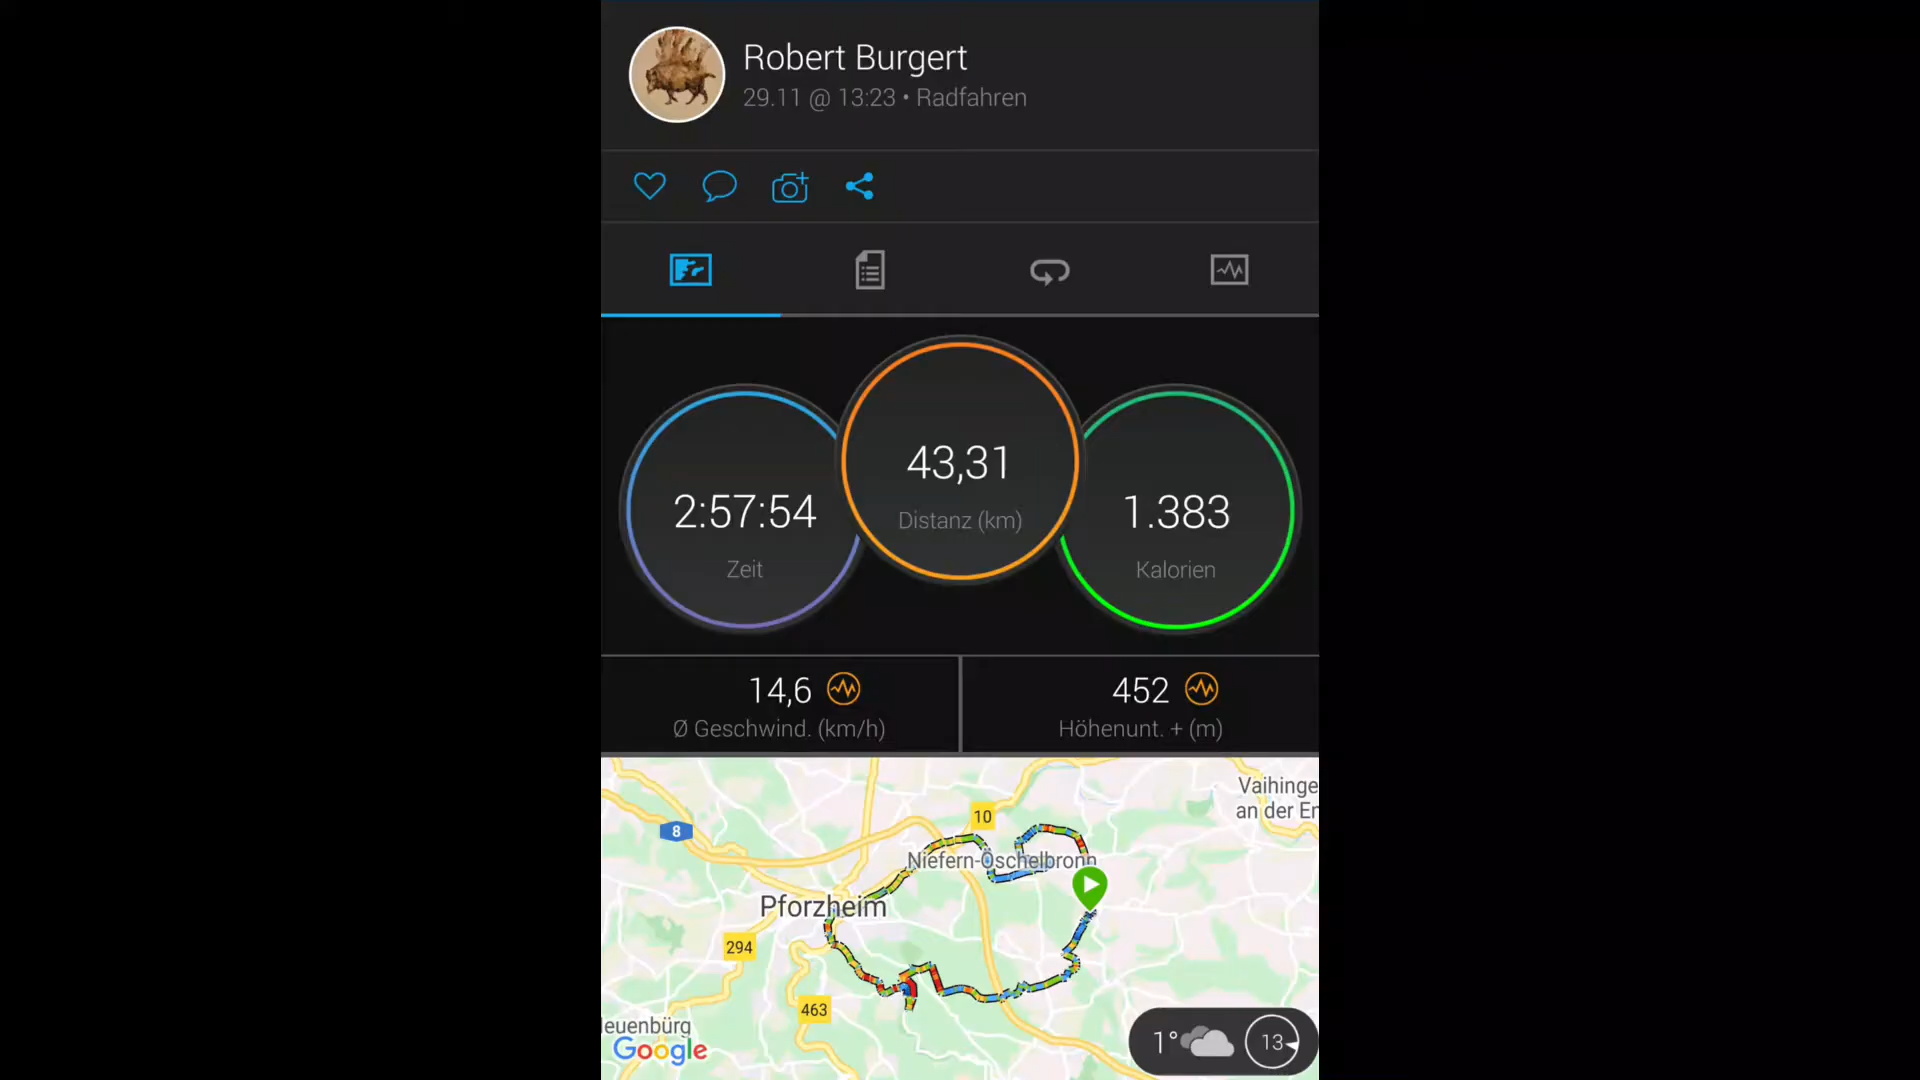 Robert Burgert
29.11 @ 13:23 • Radfahren
43,31
Distanz (km)
2:57:54
Zeit
1.383
Kalorien
14,6
Ø Geschwind. (km/h)
452
Höhenunt. + (m)
Vaihinge
an der En
10
8
Niefern-Öschelbronn
Pforzheim
294
463
leuenbürg
Google
1°
13